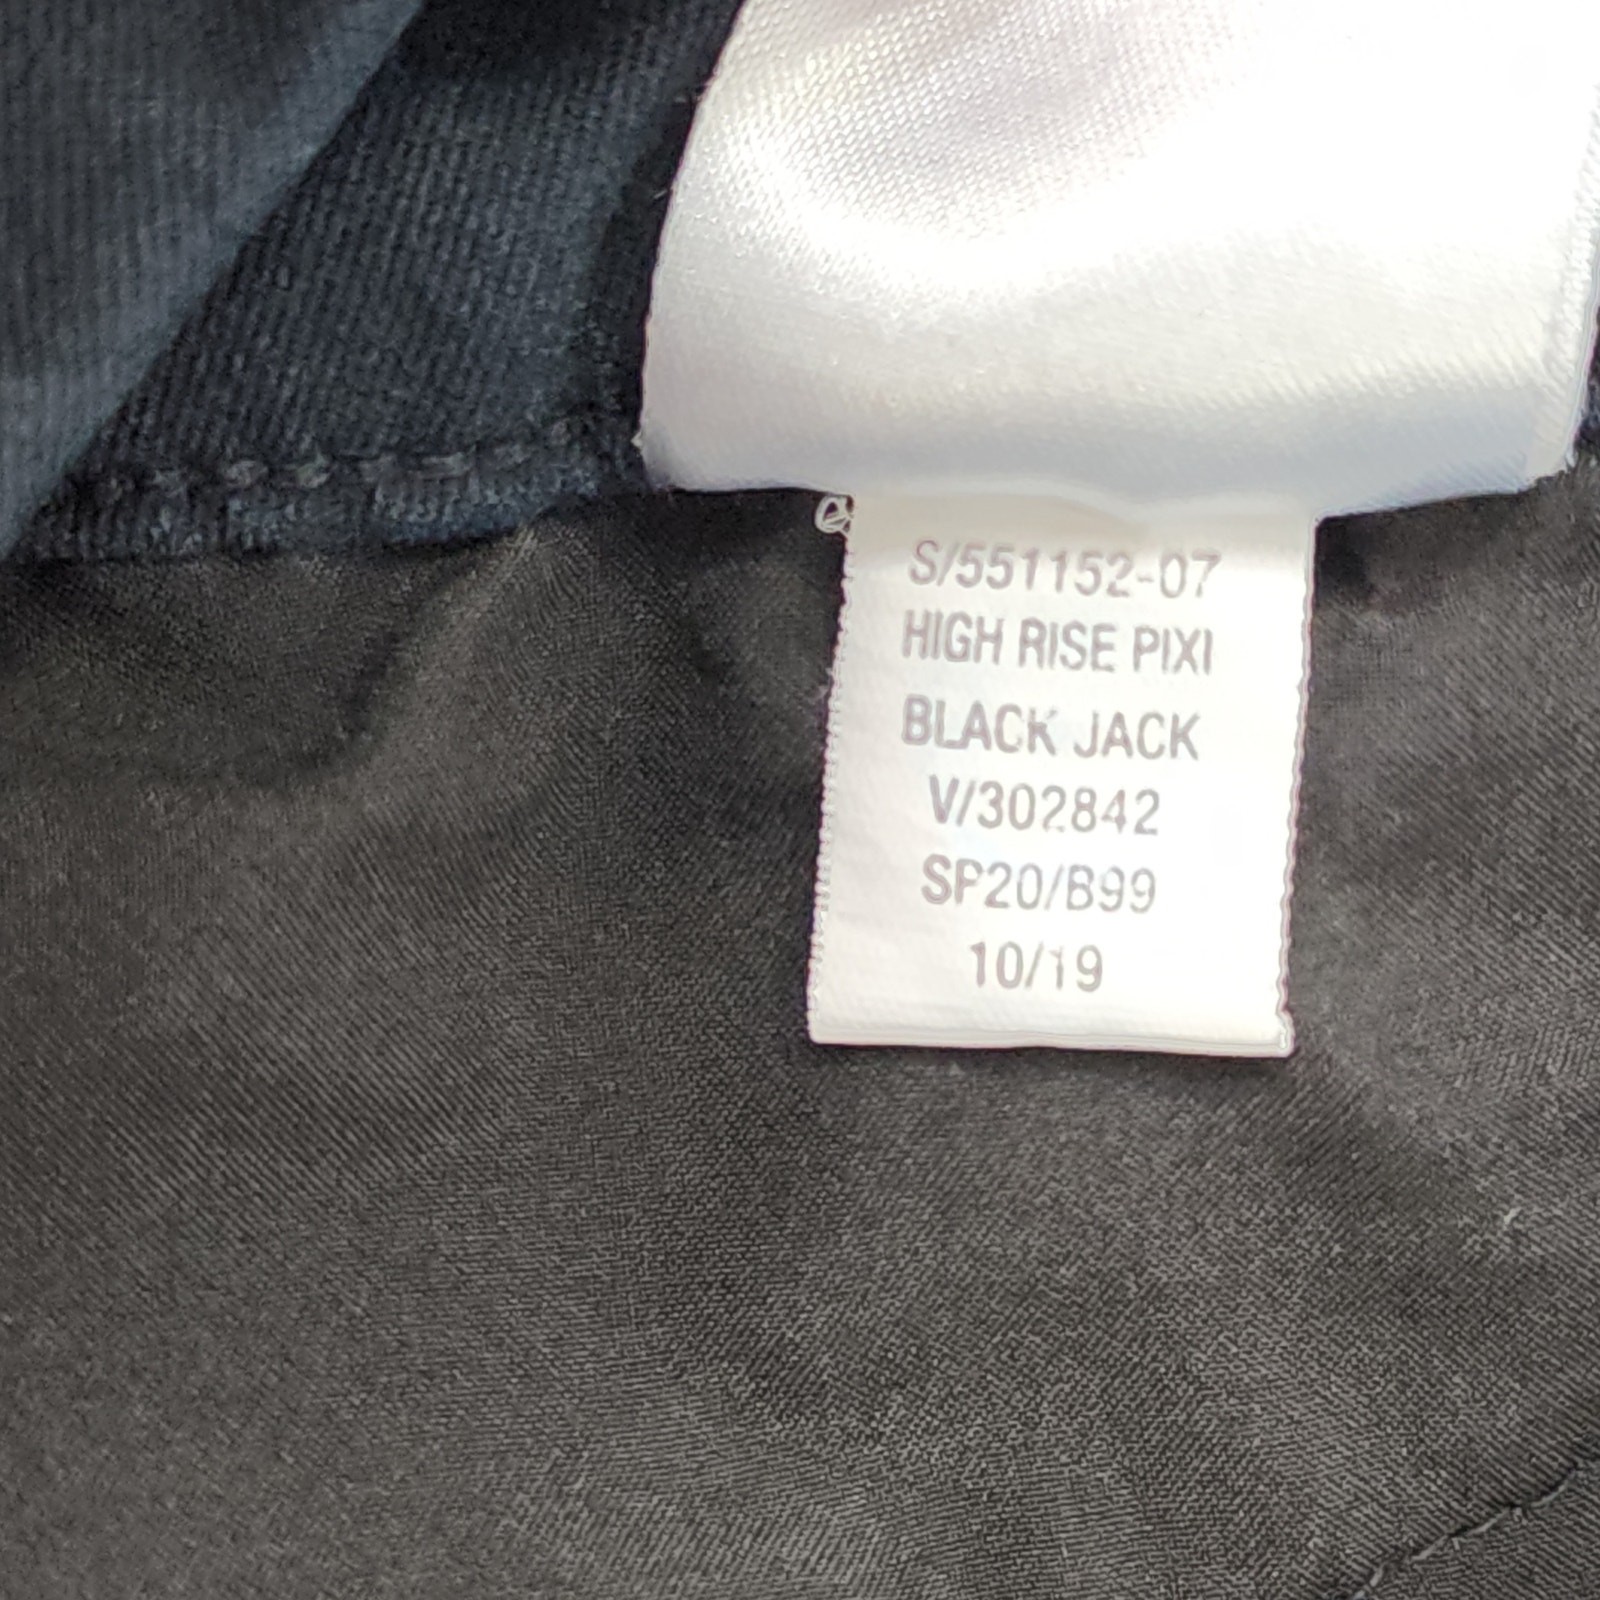 S/551152-07
HIGH RISE PIXI
BLACK JACK
V/302842
SP20/B99
10/19